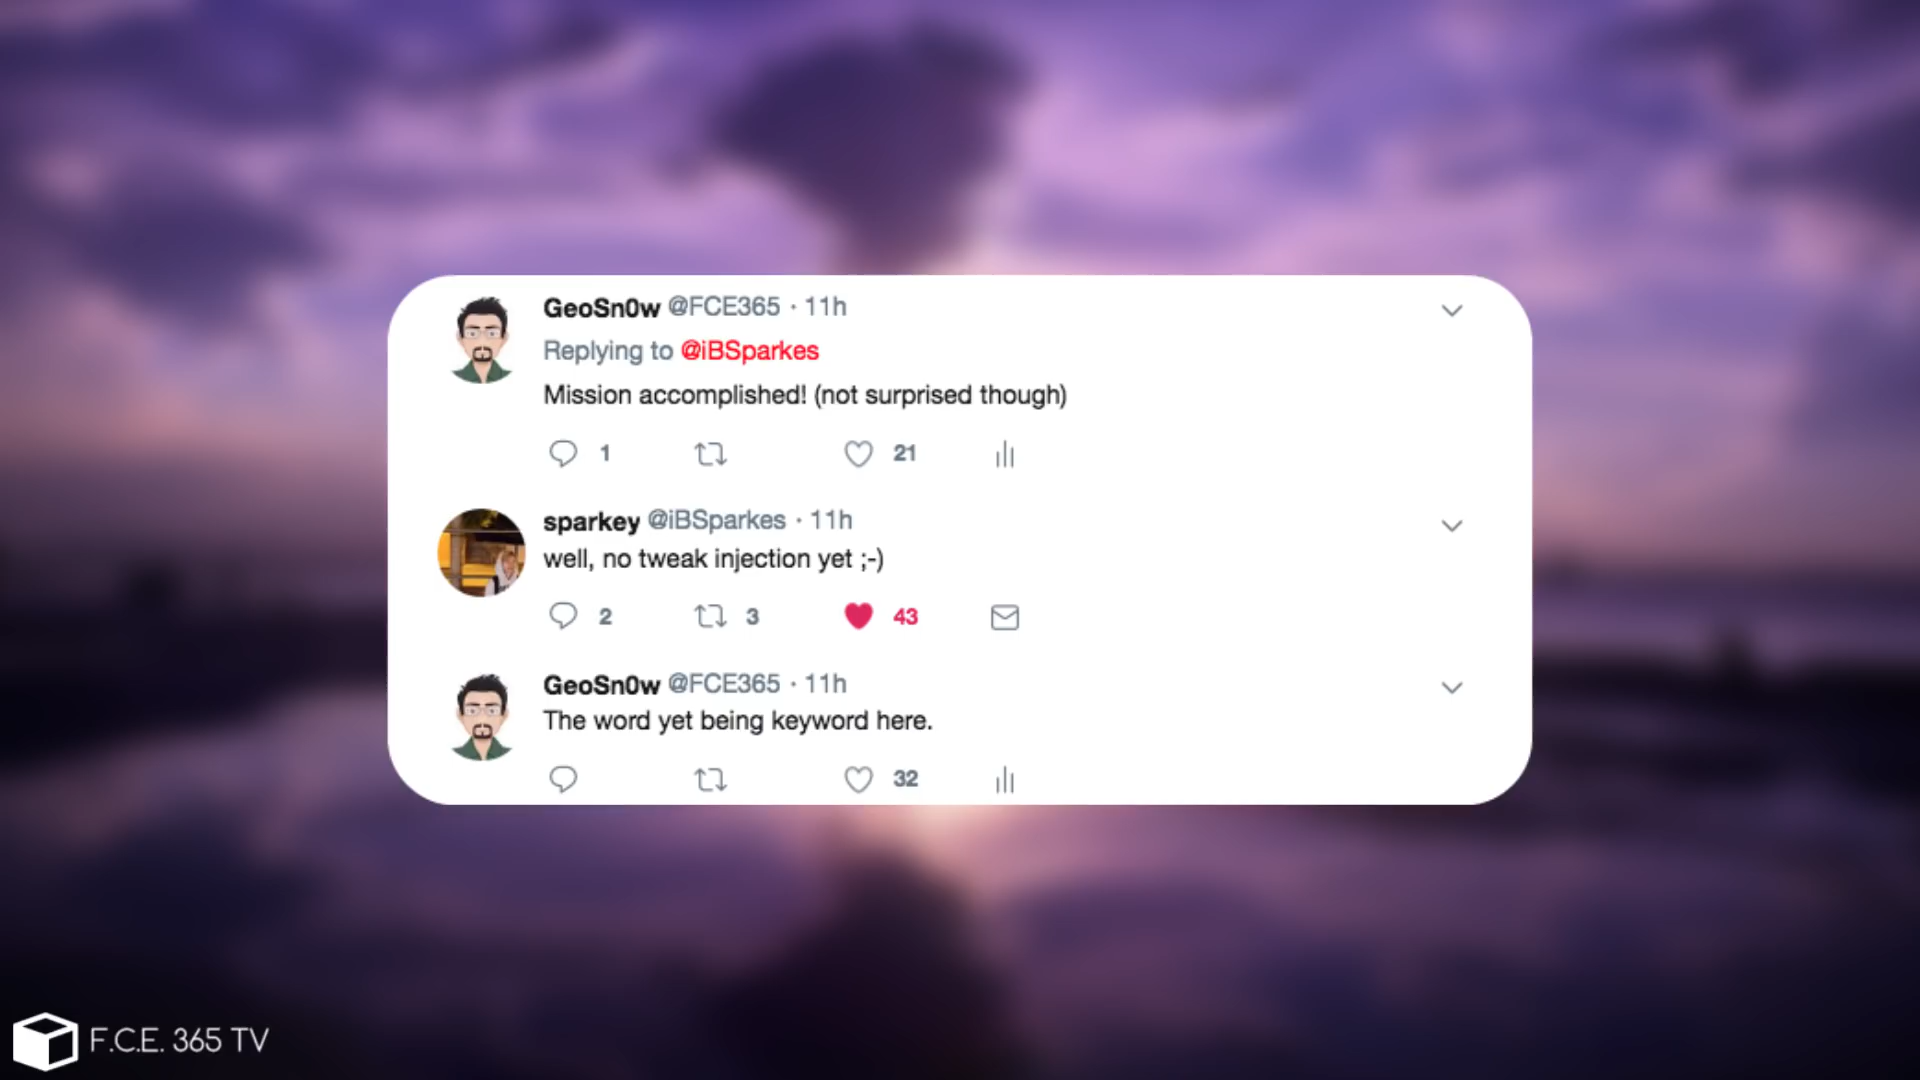 GeoSn0w @FCE365 · 11h
Replying to @iBSparkes
Mission accomplished! (not surprised though)
1 21
sparkey @iBSparkes · 11h
well, no tweak injection yet ;-)
2 3 43
GeoSn0w @FCE365 · 11h
The word yet being keyword here.
32
F.C.E. 365 TV